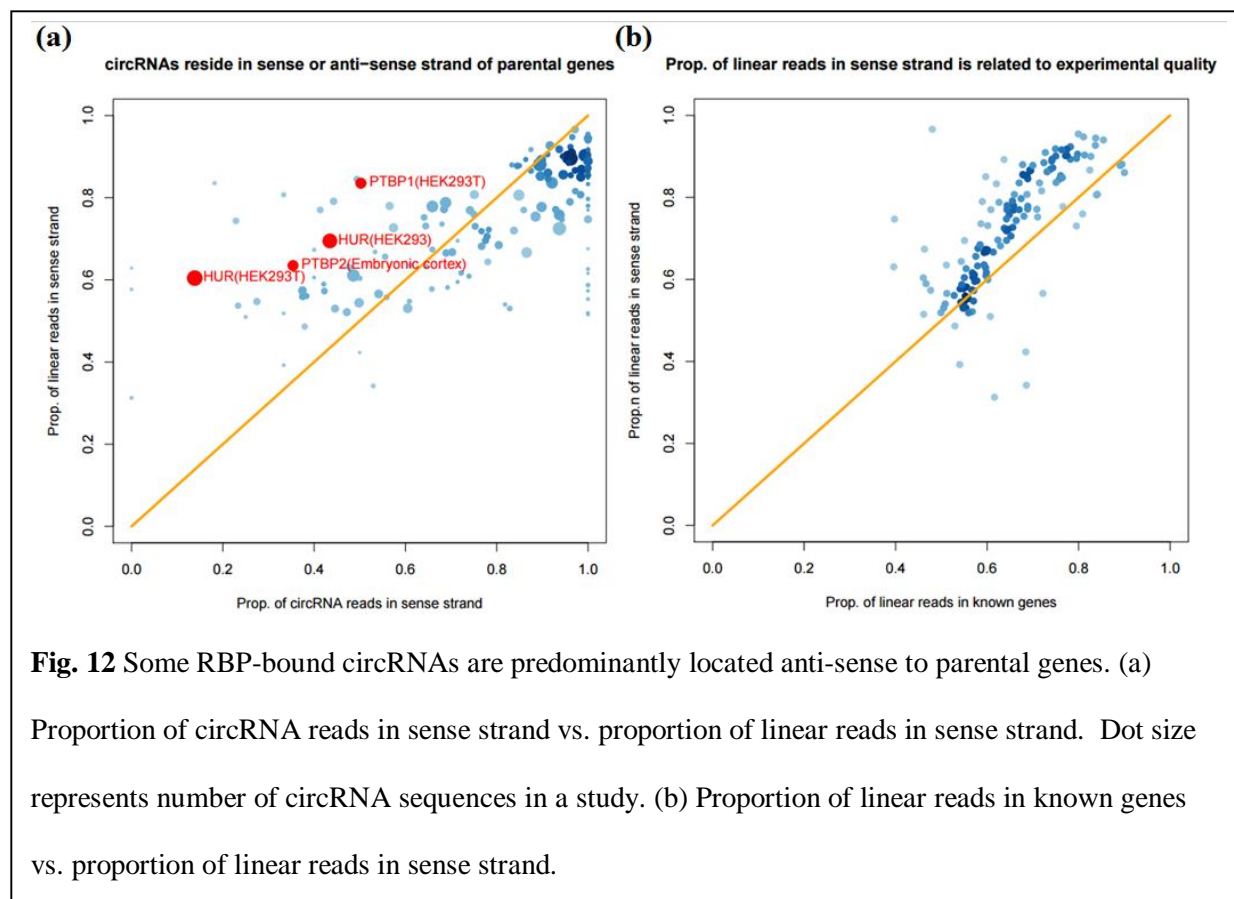 (a)
circRNAs reside in sense or anti−sense strand of parental genes
Prop. of linear reads in sense strand
1.0
0.8
0.6
0.4
0.2
0.0
PTBP1(HEK293T)
HUR(HEK293)
PTBP2(Embryonic cortex)
HUR(HEK293T)
0.0 0.2 0.4 0.6 0.8 1.0
Prop. of circRNA reads in sense strand
(b)
Prop. of linear reads in sense strand is related to experimental quality
Prop.n of linear reads in sense strand
1.0
0.8
0.6
0.4
0.2
0.0
0.0 0.2 0.4 0.6 0.8 1.0
Prop. of linear reads in known genes
Fig. 12 Some RBP-bound circRNAs are predominantly located anti-sense to parental genes. (a)
Proportion of circRNA reads in sense strand vs. proportion of linear reads in sense strand. Dot size
represents number of circRNA sequences in a study. (b) Proportion of linear reads in known genes
vs. proportion of linear reads in sense strand.